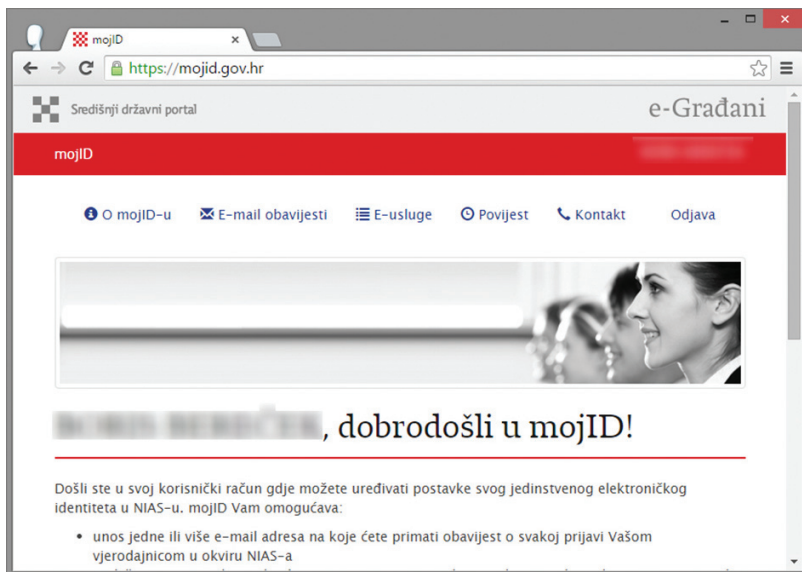 mojID
https://mojid.gov.hr
Središnji državni portal
e-Građani
mojID
O mojID-u E-mail obavijesti E-usluge Povijest Kontakt Odjava
, dobrodošli u mojID!
Došli ste u svoj korisnički račun gdje možete uređivati postavke svog jedinstvenog elektroničkog
identiteta u NIAS-u. mojID Vam omogućava:
unos jedne ili više e-mail adresa na koje ćete primati obavijest o svakoj prijavi Vašom
vjerodajnicom u okviru NIAS-a